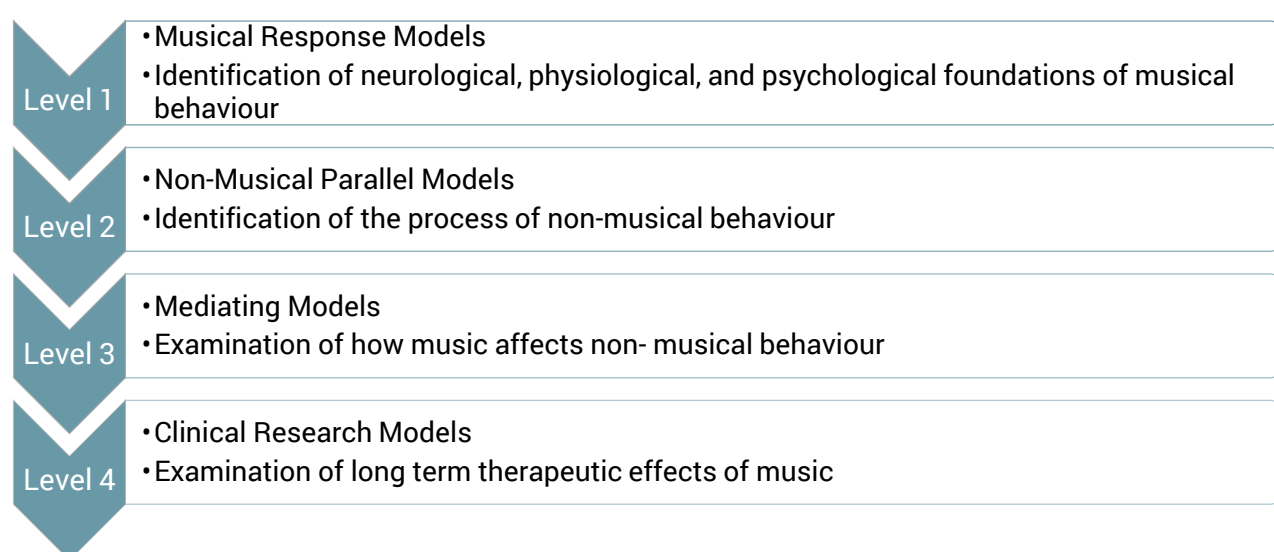 Level 1
•Musical Response Models
•Identification of neurological, physiological, and psychological foundations of musical
behaviour
Level 2
•Non-Musical Parallel Models
•Identification of the process of non-musical behaviour
Level 3
•Mediating Models
•Examination of how music affects non- musical behaviour
Level 4
•Clinical Research Models
•Examination of long term therapeutic effects of music